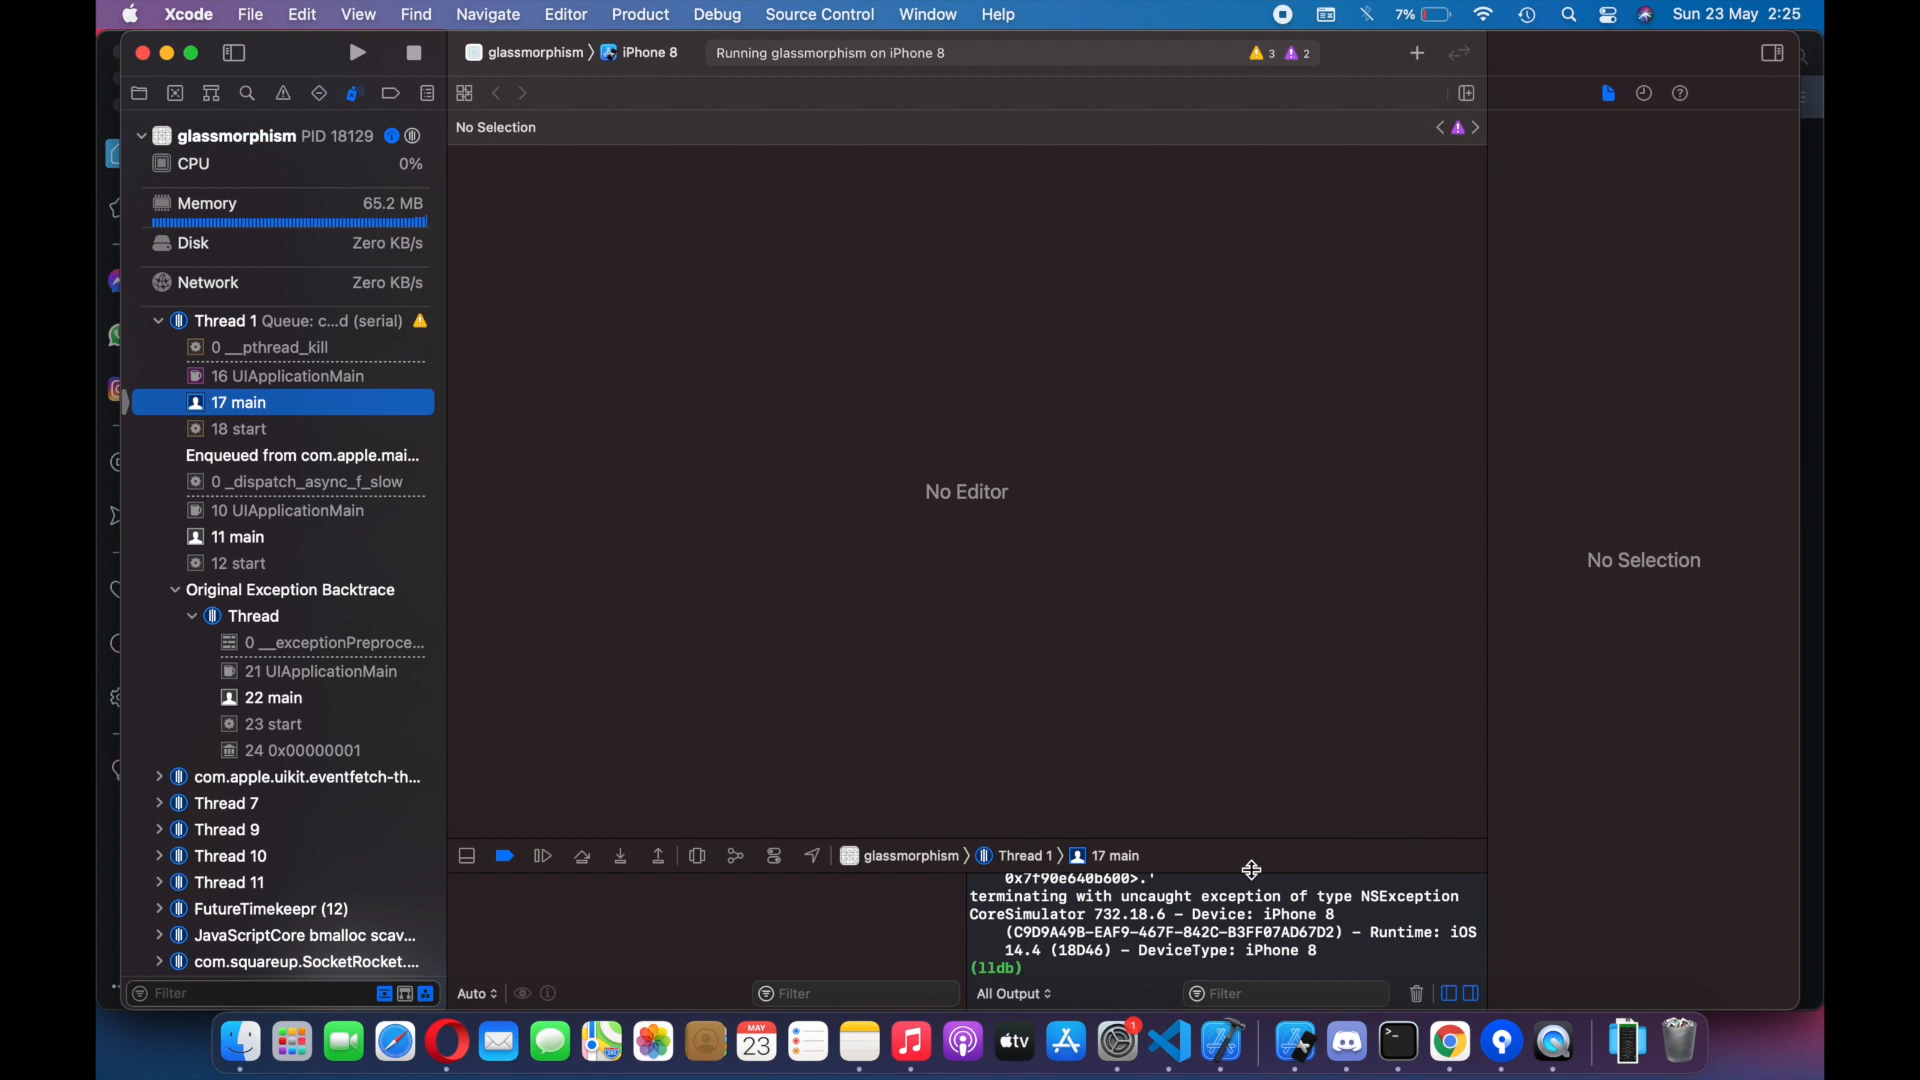 Xcode File Edit View Find Navigate Editor Product Debug Source Control Window Help 7% Sun 23 May 2:25
glassmorphism iPhone 8 Running glassmorphism on iPhone 8 3 2
No Selection
glassmorphism PID 18129
CPU 0%
Memory 65.2 MB
Disk Zero KB/s
Network Zero KB/s
Thread 1 Queue: c...d (serial)
0 __pthread_kill
16 UIApplicationMain
17 main
18 start
Enqueued from com.apple.mai...
0 _dispatch_async_f_slow
10 UIApplicationMain
11 main
12 start
Original Exception Backtrace
Thread
0 __exceptionPreproce...
21 UIApplicationMain
22 main
23 start
24 0x00000001
com.apple.uikit.eventfetch-th...
Thread 7
Thread 9
Thread 10
Thread 11
FutureTimekeepr (12)
JavaScriptCore bmalloc scav...
com.squareup.SocketRocket....
Filter
No Editor
No Selection
glassmorphism Thread 1 17 main
0x7f90e640b600>.'
terminating with uncaught exception of type NSException
CoreSimulator 732.18.6 - Device: iPhone 8
(C9D9A49B-EAF9-467F-842C-B3FF07AD67D2) - Runtime: iOS
14.4 (18D46) - DeviceType: iPhone 8
(lldb)
Auto Filter All Output Filter
MAY
23
tv
1